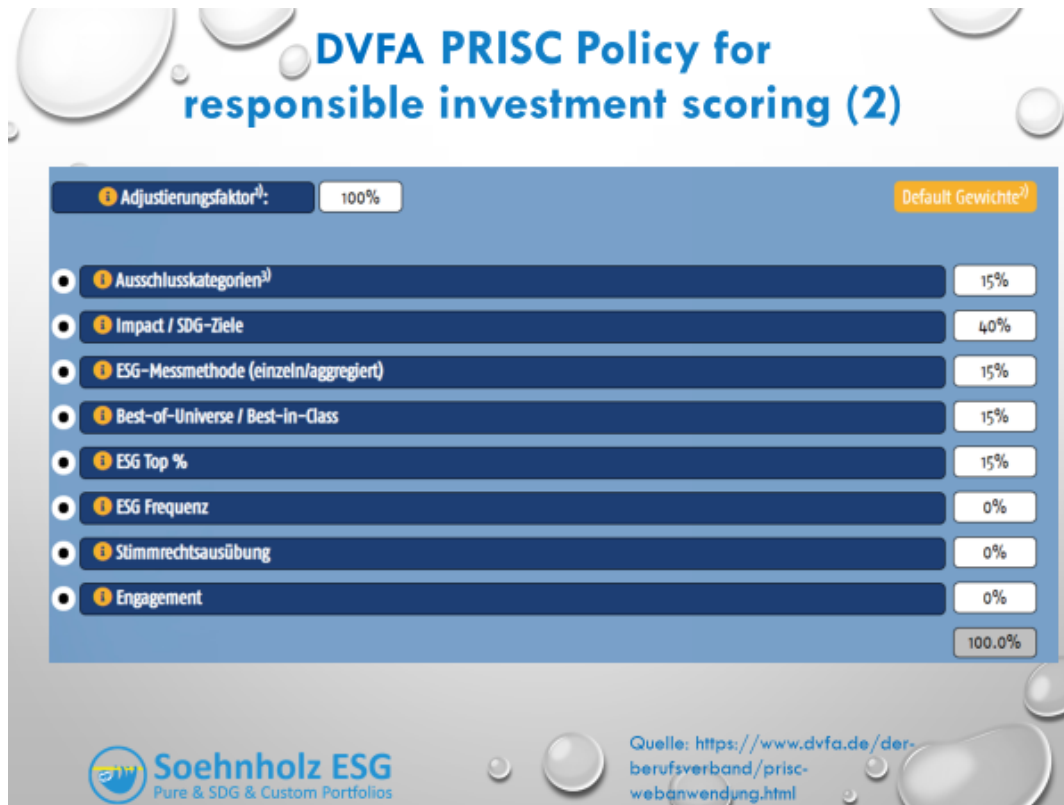 DVFA PRISC Policy for
responsible investment scoring (2)
Adjustierungsfaktor¹⁾: 100% Default Gewichte²⁾
Ausschlusskategorien³⁾ 15%
Impact / SDG-Ziele 40%
ESG-Messmethode (einzeln/aggregiert) 15%
Best-of-Universe / Best-in-Class 15%
ESG Top % 15%
ESG Frequenz 0%
Stimmrechtsausübung 0%
Engagement 0%
100.0%
Soehnholz ESG
Pure & SDG & Custom Portfolios
Quelle: https://www.dvfa.de/der-
berufsverband/prisc-
webanwendung.html